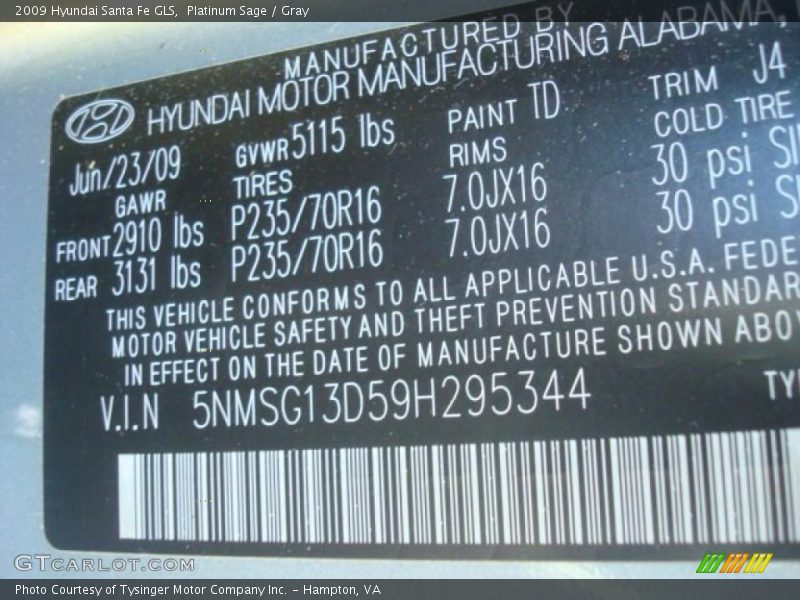 2009 Hyundai Santa Fe GLS, Platinum Sage / Gray
MANUFACTURED BY
HYUNDAI MOTOR MANUFACTURING ALABAMA,
Jun/23/09 GVWR 5115 lbs PAINT TD TRIM J4
GAWR TIRES RIMS COLD TIRE
FRONT 2910 lbs P235/70R16 7.0JX16 30 psi
REAR 3131 lbs P235/70R16 7.0JX16 30 psi
THIS VEHICLE CONFORMS TO ALL APPLICABLE U.S.A. FEDE
MOTOR VEHICLE SAFETY AND THEFT PREVENTION STANDAR
IN EFFECT ON THE DATE OF MANUFACTURE SHOWN ABOV
V.I.N 5NMSG13D59H295344 TY
GTCARLOT.COM
Photo Courtesy of Tysinger Motor Company Inc. - Hampton, VA